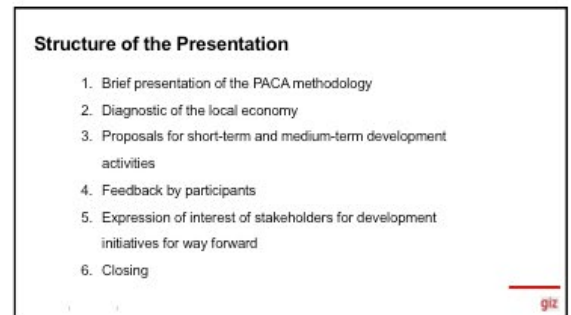 Structure of the Presentation
1. Brief presentation of the PACA methodology
2. Diagnostic of the local economy
3. Proposals for short-term and medium-term development
activities
4. Feedback by participants
5. Expression of interest of stakeholders for development
initiatives for way forward
6. Closing
giz